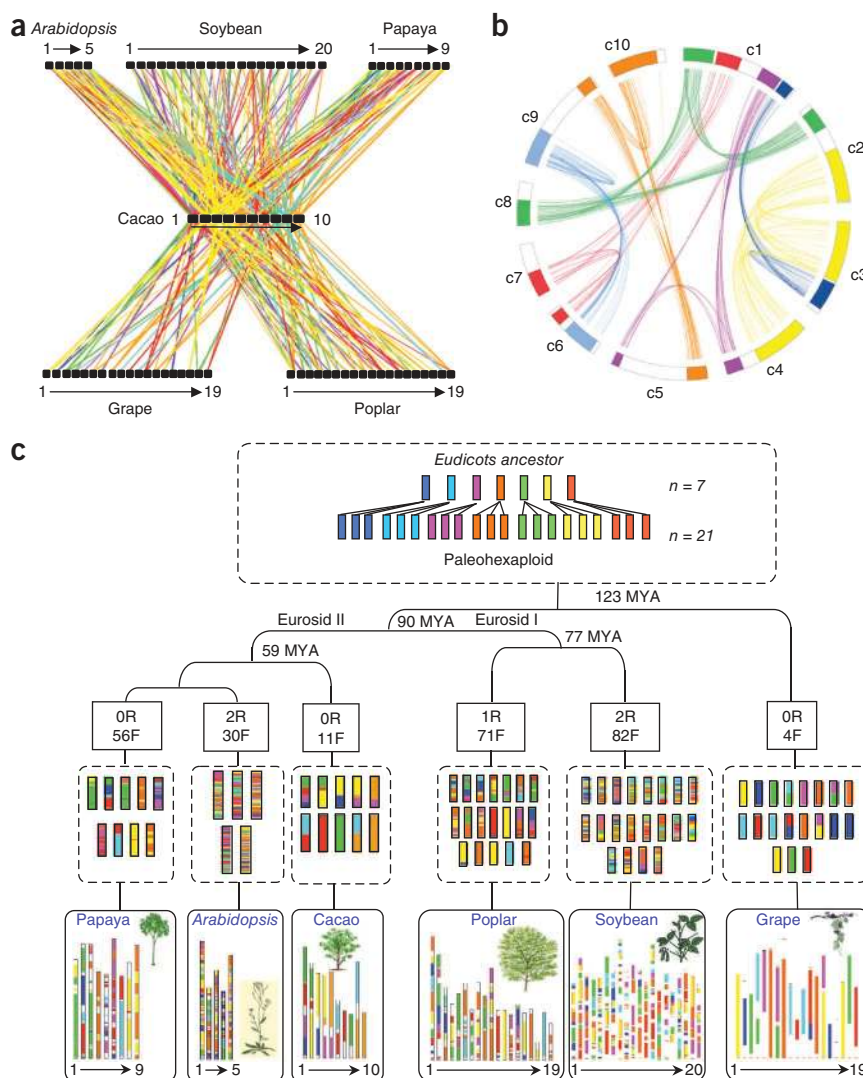 a
Arabidopsis Soybean Papaya
1 5 1 20 1 9
Cacao 1 10
1 19 1 19
Grape Poplar
b
c1
c2
c3
c4
c5
c6
c7
c8
c9
c10
c
Eudicots ancestor
n = 7
n = 21
Paleohexaploid
123 MYA
Eurosid II 90 MYA Eurosid I
59 MYA 77 MYA
0R 2R 0R 1R 2R 0R
56F 30F 11F 71F 82F 4F
Papaya Arabidopsis Cacao Poplar Soybean Grape
1 9 1 5 1 10 1 19 1 20 1 19